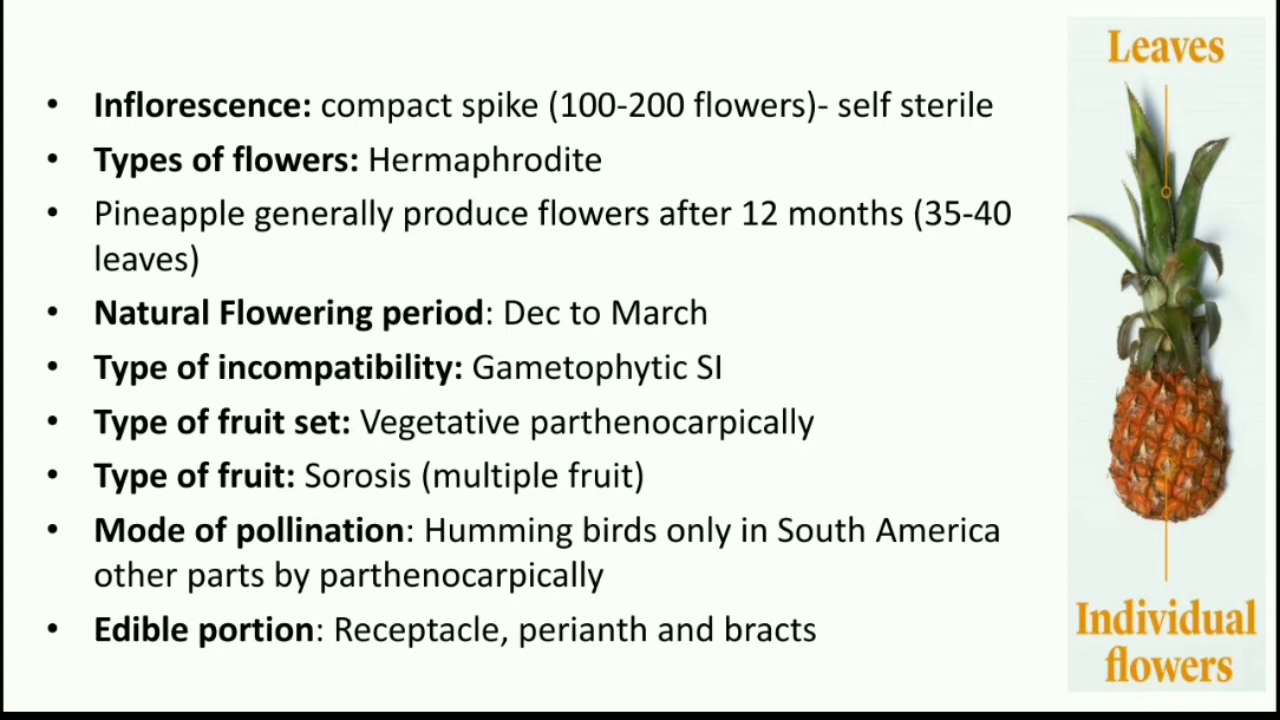 • Inflorescence: compact spike (100-200 flowers)- self sterile
• Types of flowers: Hermaphrodite
• Pineapple generally produce flowers after 12 months (35-40
leaves)
• Natural Flowering period: Dec to March
• Type of incompatibility: Gametophytic SI
• Type of fruit set: Vegetative parthenocarpically
• Type of fruit: Sorosis (multiple fruit)
• Mode of pollination: Humming birds only in South America
other parts by parthenocarpically
• Edible portion: Receptacle, perianth and bracts
Leaves
Individual
flowers